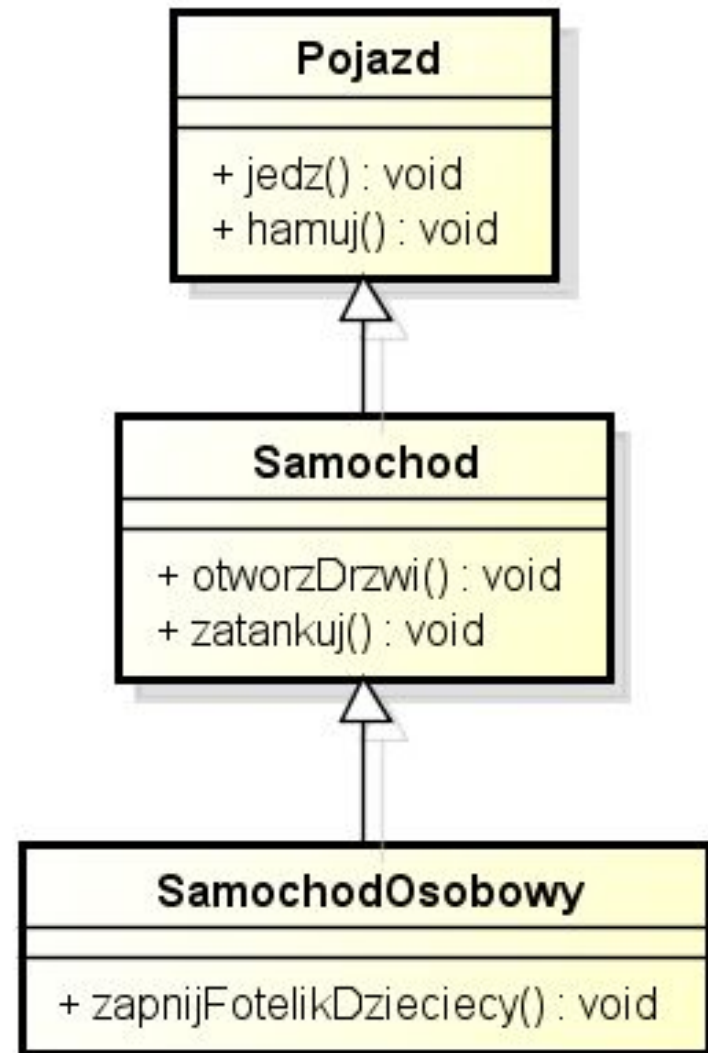 Pojazd
+ jedz() : void
+ hamuj() : void
Samochod
+ otworzDrzwi() : void
+ zatankuj() : void
SamochodOsobowy
+ zapnijFotelikDzieciecy() : void